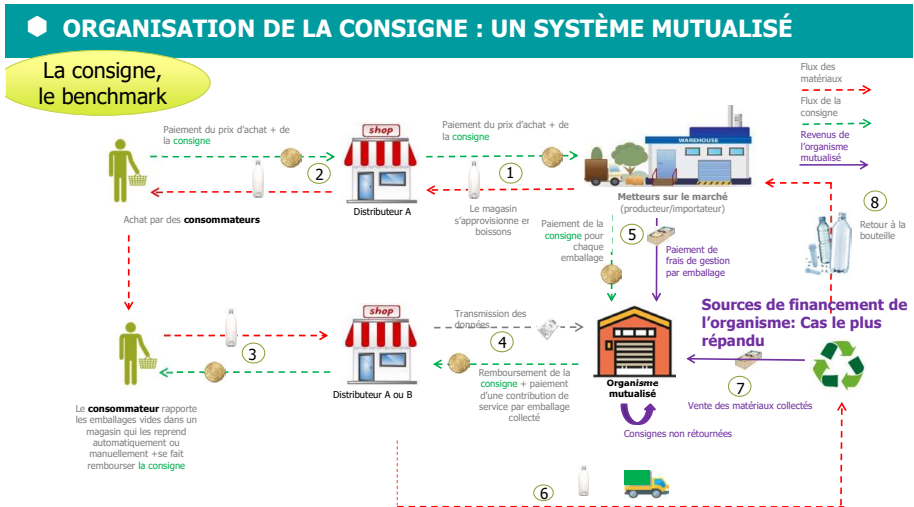 ORGANISATION DE LA CONSIGNE : UN SYSTÈME MUTUALISÉ
La consigne,
le benchmark
Flux des
matériaux
Flux de la
consigne
Revenus de
l'organisme
mutualisé
Paiement du prix d'achat + de
la consigne
2
shop
Distributeur A
Paiement du prix d'achat + de
la consigne
1
Le magasin
s'approvisionne en
boissons
WAREHOUSE
Metteurs sur le marché
(producteur/importateur)
Achat par des consommateurs
Paiement de la
consigne pour
chaque
emballage
5
Paiement de
frais de gestion
par emballage
8
Retour à la
bouteille
Sources de financement de
l'organisme: Cas le plus
répandu
3
shop
Distributeur A ou B
Transmission des
données
4
Remboursement de la
consigne + paiement
d'une contribution de
service par emballage
collecté
Organisme
mutualisé
Consignes non rétournées
7
Vente des matériaux collectés
Le consommateur rapporte
les emballages vides dans un
magasin qui les reprend
automatiquement ou
manuellement +se fait
rembourser la consigne
6